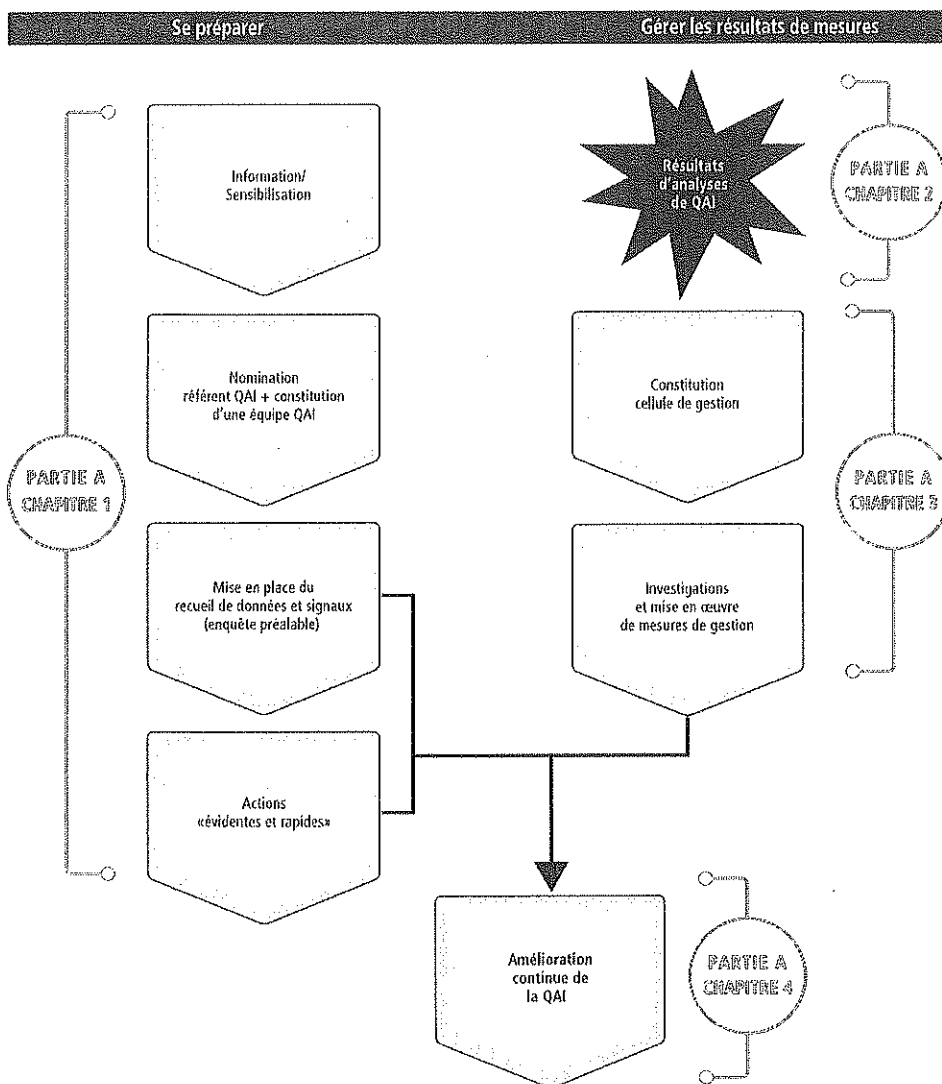 Se préparer
Gérer les résultats de mesures
Information/
Sensibilisation
Nomination
référent QAI + constitution
d'une équipe QAI
Mise en place du
recueil de données et signaux
(enquête préalable)
Actions
«évidentes et rapides»
PARTIE A
CHAPITRE 1
Résultats
d'analyses
de QAI
PARTIE A
CHAPITRE 2
Constitution
cellule de gestion
Investigations
et mise en œuvre
de mesures de gestion
PARTIE A
CHAPITRE 3
Amélioration
continue de
la QAI
PARTIE A
CHAPITRE 4